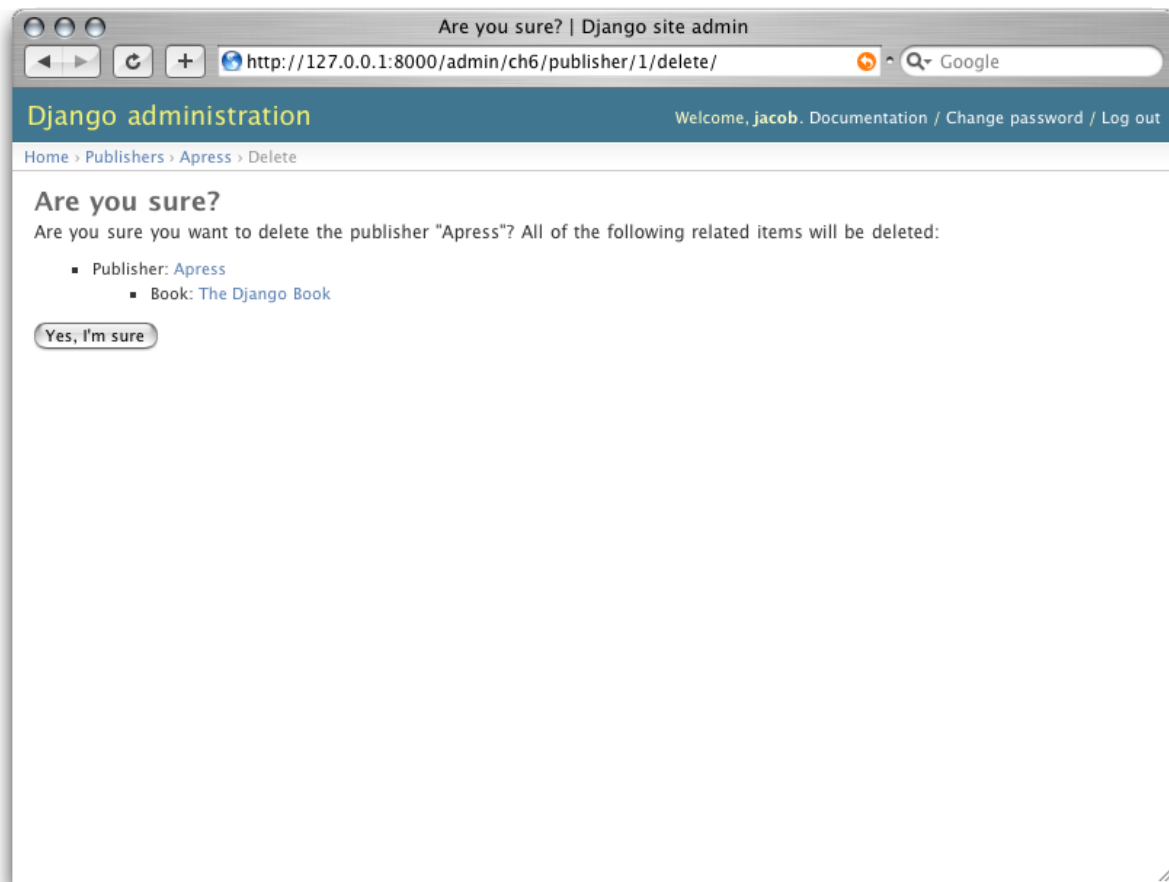 Are you sure? | Django site admin
http://127.0.0.1:8000/admin/ch6/publisher/1/delete/ Google
Django administration Welcome, jacob. Documentation / Change password / Log out
Home › Publishers › Apress › Delete
Are you sure?
Are you sure you want to delete the publisher "Apress"? All of the following related items will be deleted:
▪ Publisher: Apress
▪ Book: The Django Book
Yes, I'm sure